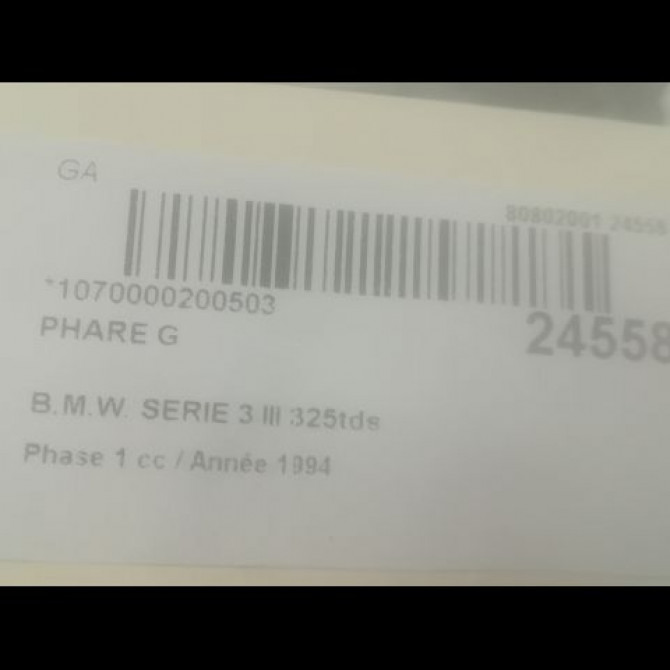 GA
80802001 24558
*1070000200503
24558
PHARE G
B.M.W. SERIE 3 III 325tds
Phase 1 cc / Année 1994